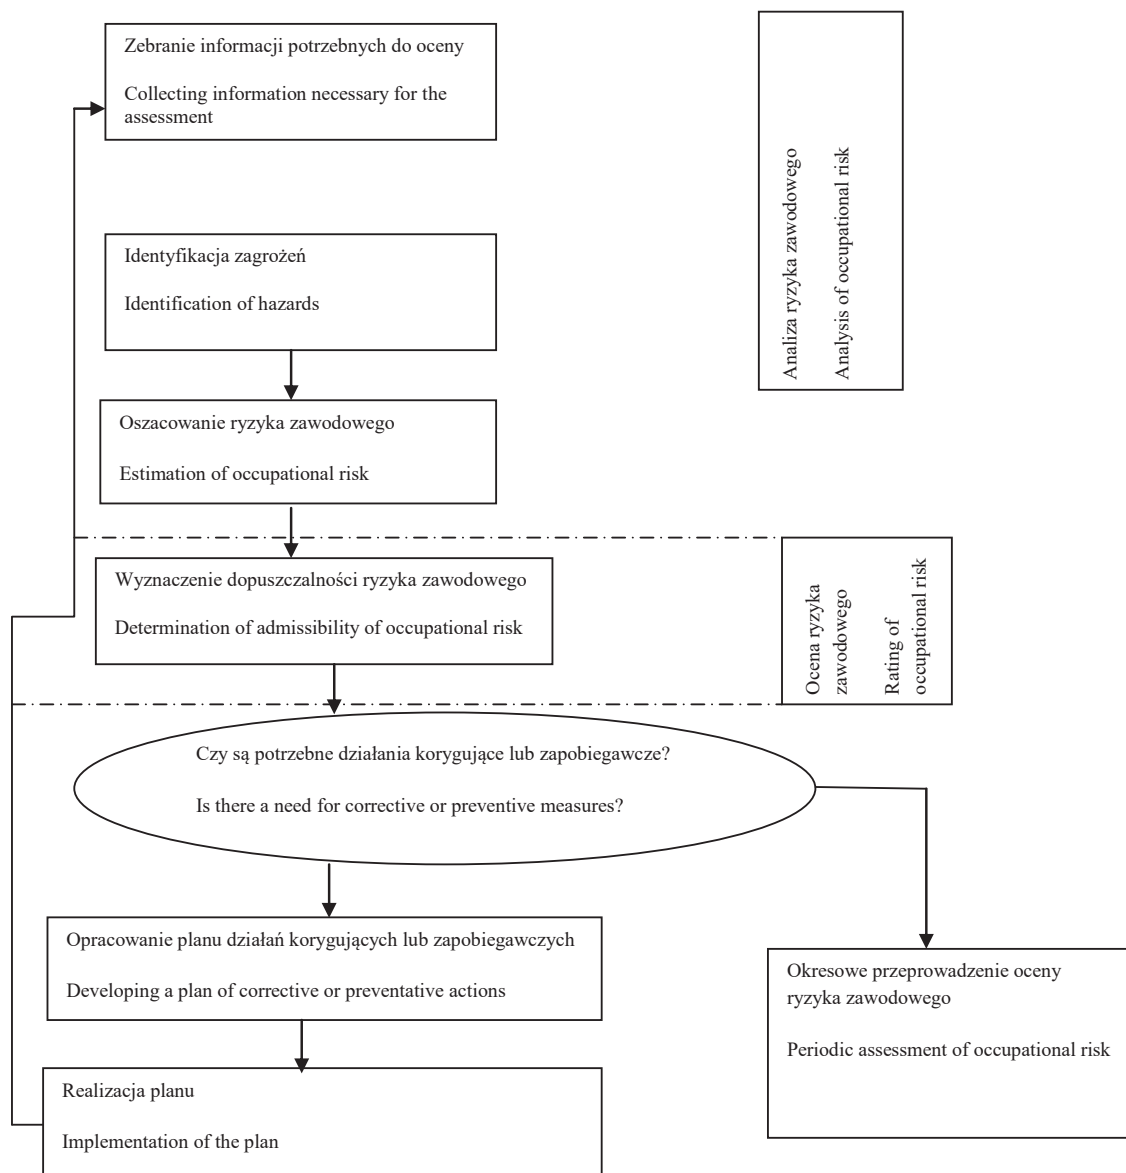 Zebranie informacji potrzebnych do oceny
Collecting information necessary for the
assessment
Analiza ryzyka zawodowego
Analysis of occupational risk
Identyfikacja zagrożeń
Identification of hazards
Oszacowanie ryzyka zawodowego
Estimation of occupational risk
Wyznaczenie dopuszczalności ryzyka zawodowego
Determination of admissibility of occupational risk
Ocena ryzyka
zawodowego
Rating of
occupational risk
Czy są potrzebne działania korygujące lub zapobiegawcze?
Is there a need for corrective or preventive measures?
Opracowanie planu działań korygujących lub zapobiegawczych
Developing a plan of corrective or preventative actions
Okresowe przeprowadzenie oceny
ryzyka zawodowego
Periodic assessment of occupational risk
Realizacja planu
Implementation of the plan